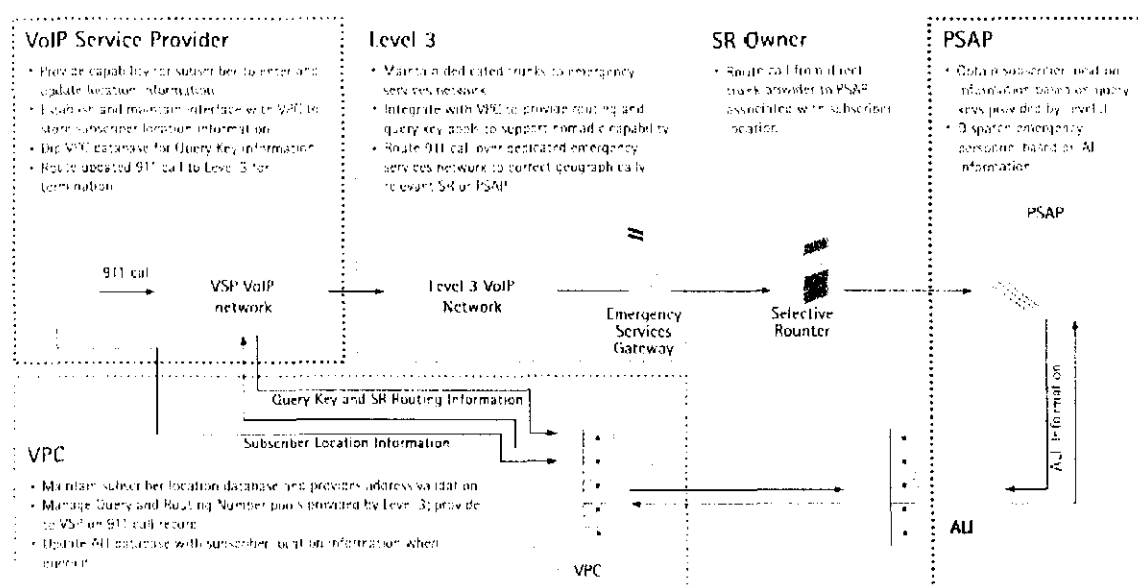 VoIP Service Provider
• Provide capability for subscriber to enter and
update location information
• Establish and maintain interface with VPC to
store subscriber location information
• Dip VPC database for Query Key information
• Route updated 911 call to Level 3 for
termination
Level 3
• Maintain dedicated trunks to emergency
services network
• Integrate with VPC to provide routing and
query key pools to support nomadic capability
• Route 911 call over dedicated emergency
services network to correct geographically
relevant SR or PSAP
SR Owner
• Route call from direct
trunk provider to PSAP
associated with subscriber
location
PSAP
• Obtain subscriber location
information based on query
keys provided by Level 3
• Dispatch emergency
personnel based on ALI
information
PSAP
911 call
VSP VoIP
network
Level 3 VoIP
Network
Emergency
Services
Gateway
Selective
Rounter
Query Key and SR Routing Information
Subscriber Location Information
ALI Information
VPC
• Maintain subscriber location database and provides address validation
• Manage Query and Routing Number pools provided by Level 3; provide
to VSP on 911 call
• Update ALI database with subscriber location information when
VPC
ALI